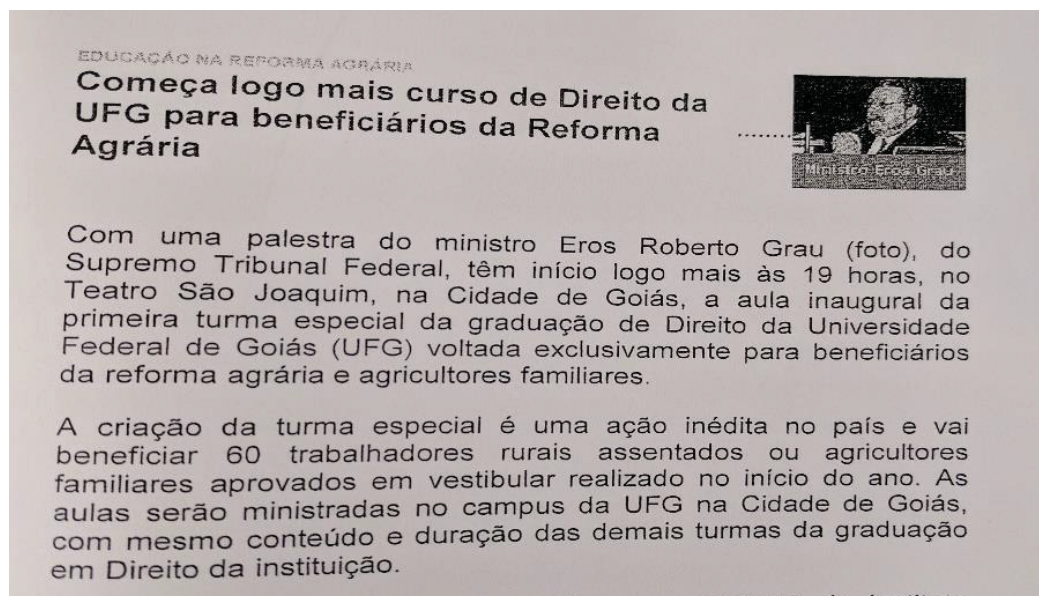 EDUCAÇÃO NA REFORMA AGRÁRIA
Começa logo mais curso de Direito da
UFG para beneficiários da Reforma
Agrária
Ministro Eros Grau
Com uma palestra do ministro Eros Roberto Grau (foto), do
Supremo Tribunal Federal, têm início logo mais às 19 horas, no
Teatro São Joaquim, na Cidade de Goiás, a aula inaugural da
primeira turma especial da graduação de Direito da Universidade
Federal de Goiás (UFG) voltada exclusivamente para beneficiários
da reforma agrária e agricultores familiares.
A criação da turma especial é uma ação inédita no país e vai
beneficiar 60 trabalhadores rurais assentados ou agricultores
familiares aprovados em vestibular realizado no início do ano. As
aulas serão ministradas no campus da UFG na Cidade de Goiás,
com mesmo conteúdo e duração das demais turmas da graduação
em Direito da instituição.